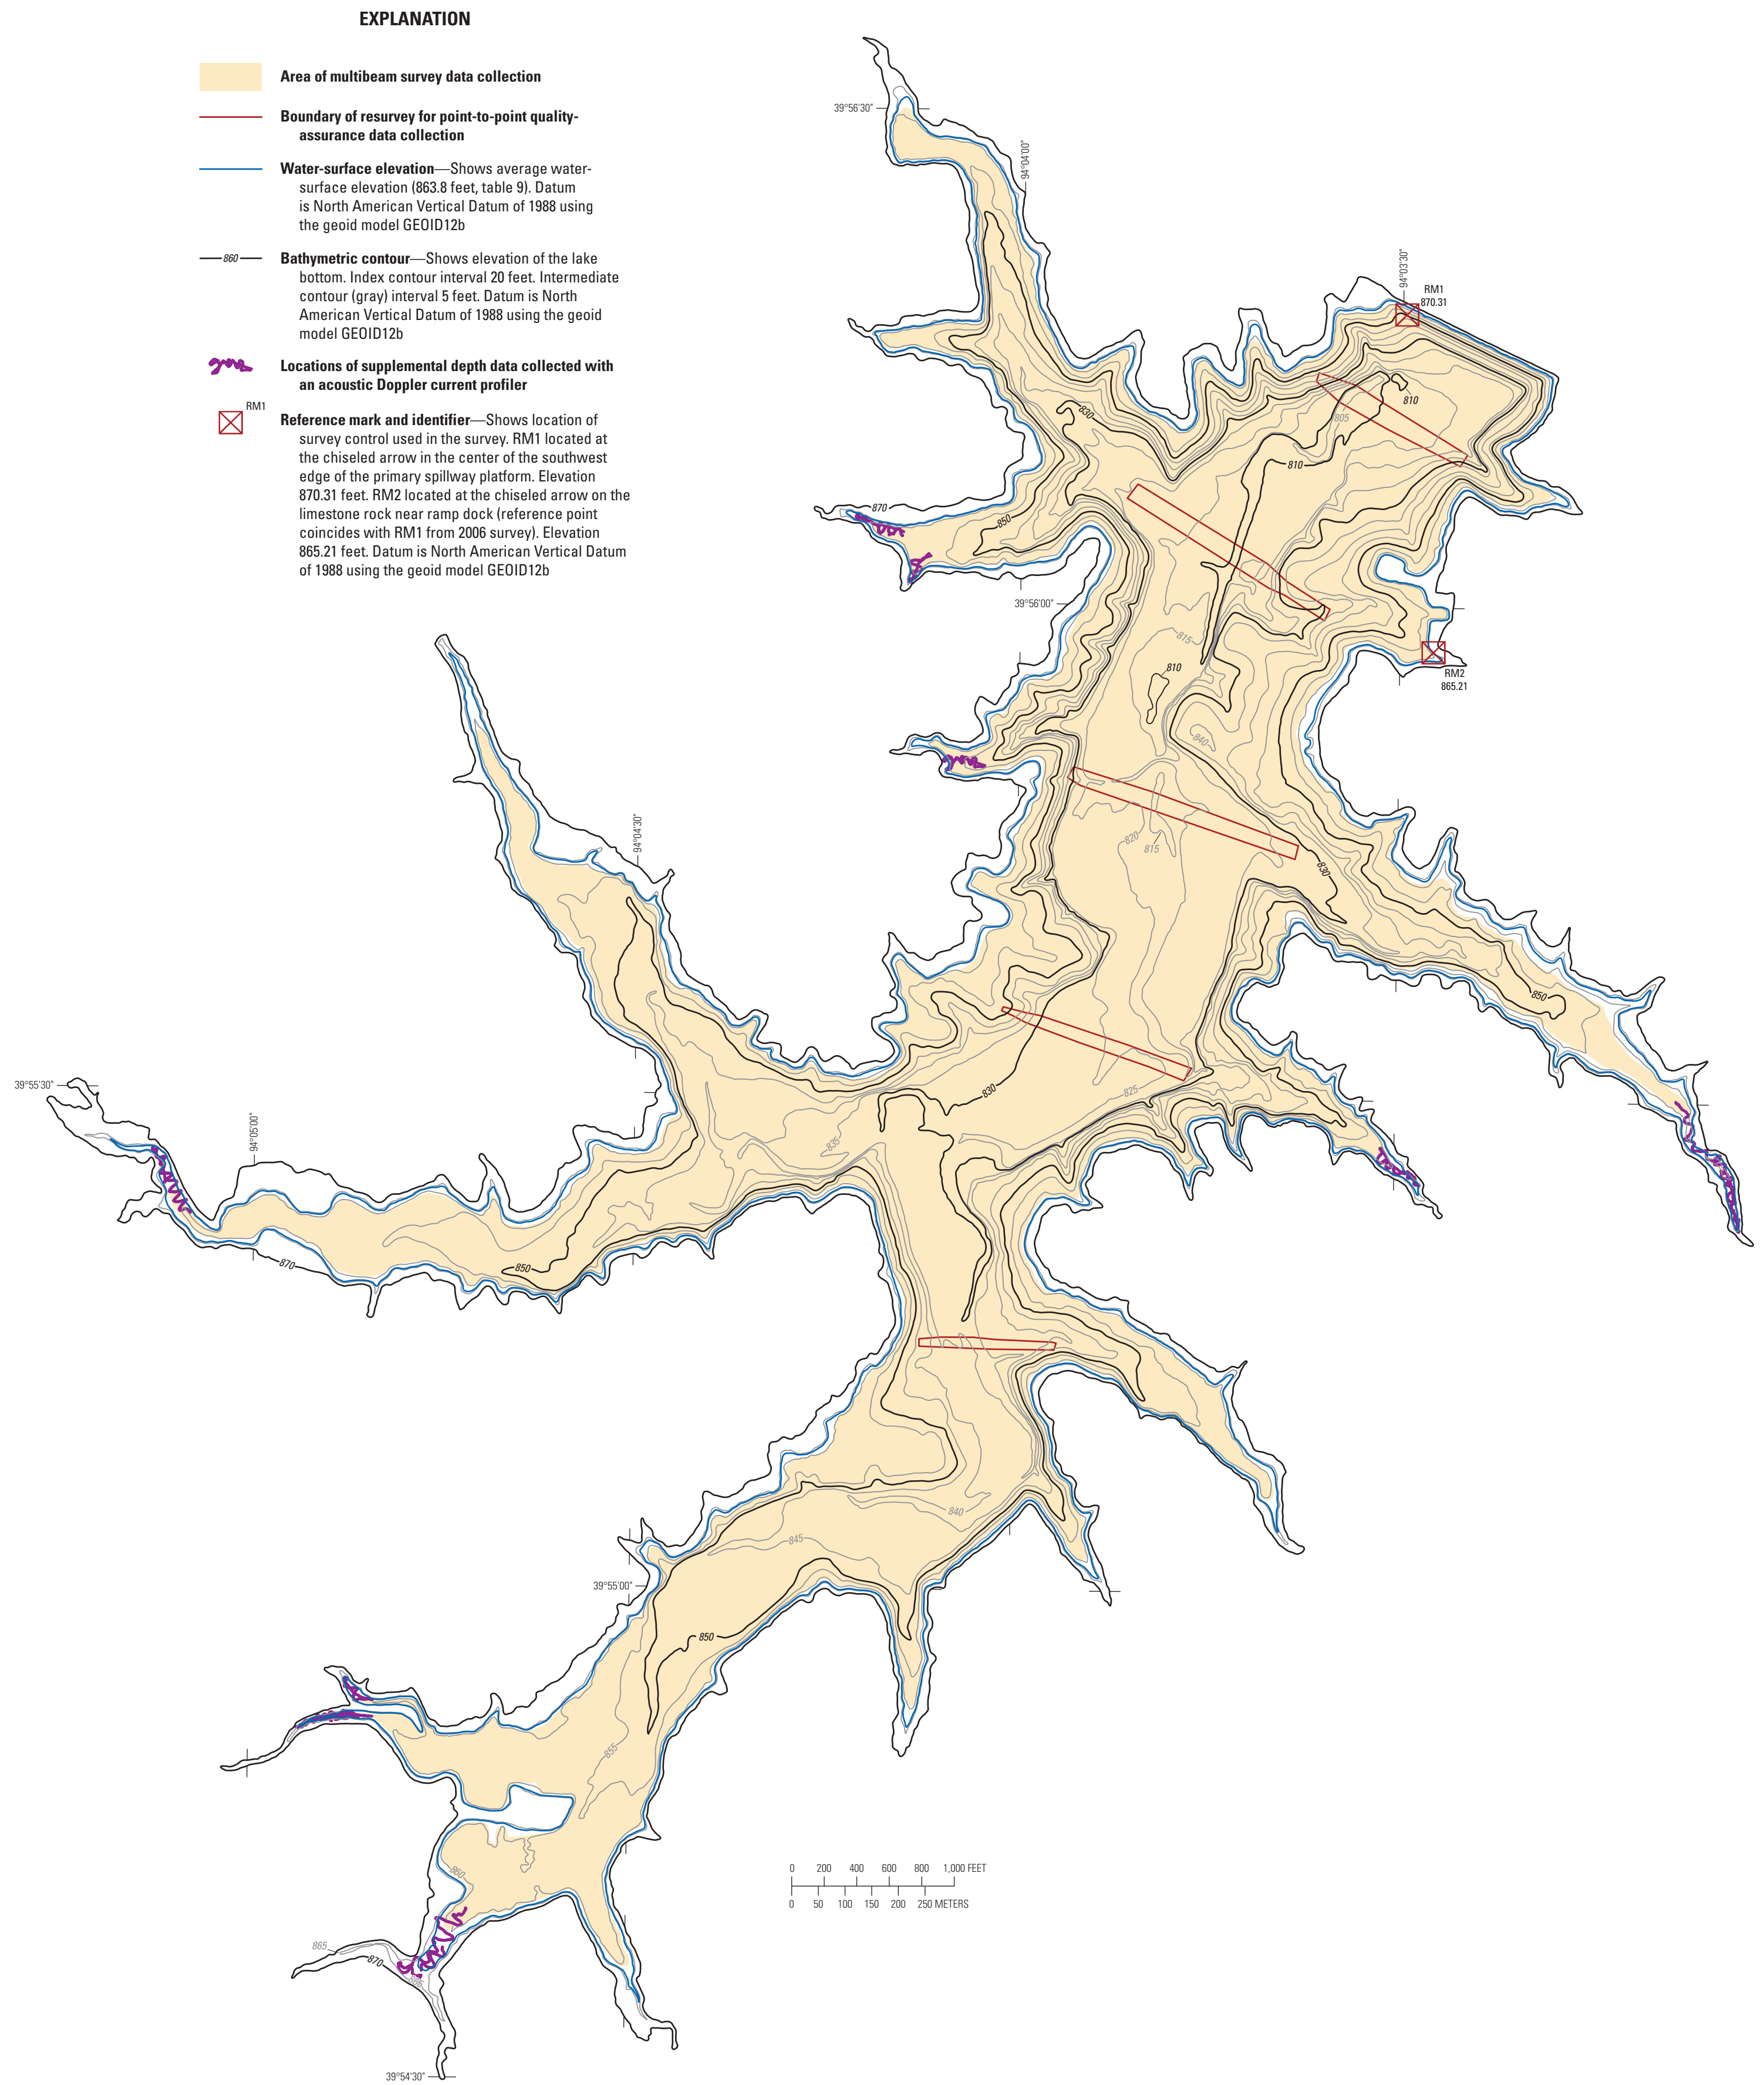 EXPLANATION
Area of multibeam survey data collection
Boundary of resurvey for point-to-point quality-
assurance data collection
Water-surface elevation—Shows average water-
surface elevation (863.8 feet, table 9). Datum
is North American Vertical Datum of 1988 using
the geoid model GEOID12b
860
Bathymetric contour—Shows elevation of the lake
bottom. Index contour interval 20 feet. Intermediate
contour (gray) interval 5 feet. Datum is North
American Vertical Datum of 1988 using the geoid
model GEOID12b
Locations of supplemental depth data collected with
an acoustic Doppler current profiler
RM1
Reference mark and identifier—Shows location of
survey control used in the survey. RM1 located at
the chiseled arrow in the center of the southwest
edge of the primary spillway platform. Elevation
870.31 feet. RM2 located at the chiseled arrow on the
limestone rock near ramp dock (reference point
coincides with RM1 from 2006 survey). Elevation
865.21 feet. Datum is North American Vertical Datum
of 1988 using the geoid model GEOID12b
39°56'30"
94°04'00"
94°03'30"
RM1
870.31
810
805
830
810
870
850
39°56'00"
815
810
RM2
865.21
840
820
815
830
94°04'30"
850
39°55'30"
830
825
94°05'00"
835
870
850
840
845
39°55'00"
850
855
860
0 200 400 600 800 1,000 FEET
0 50 100 150 200 250 METERS
865
870
39°54'30"